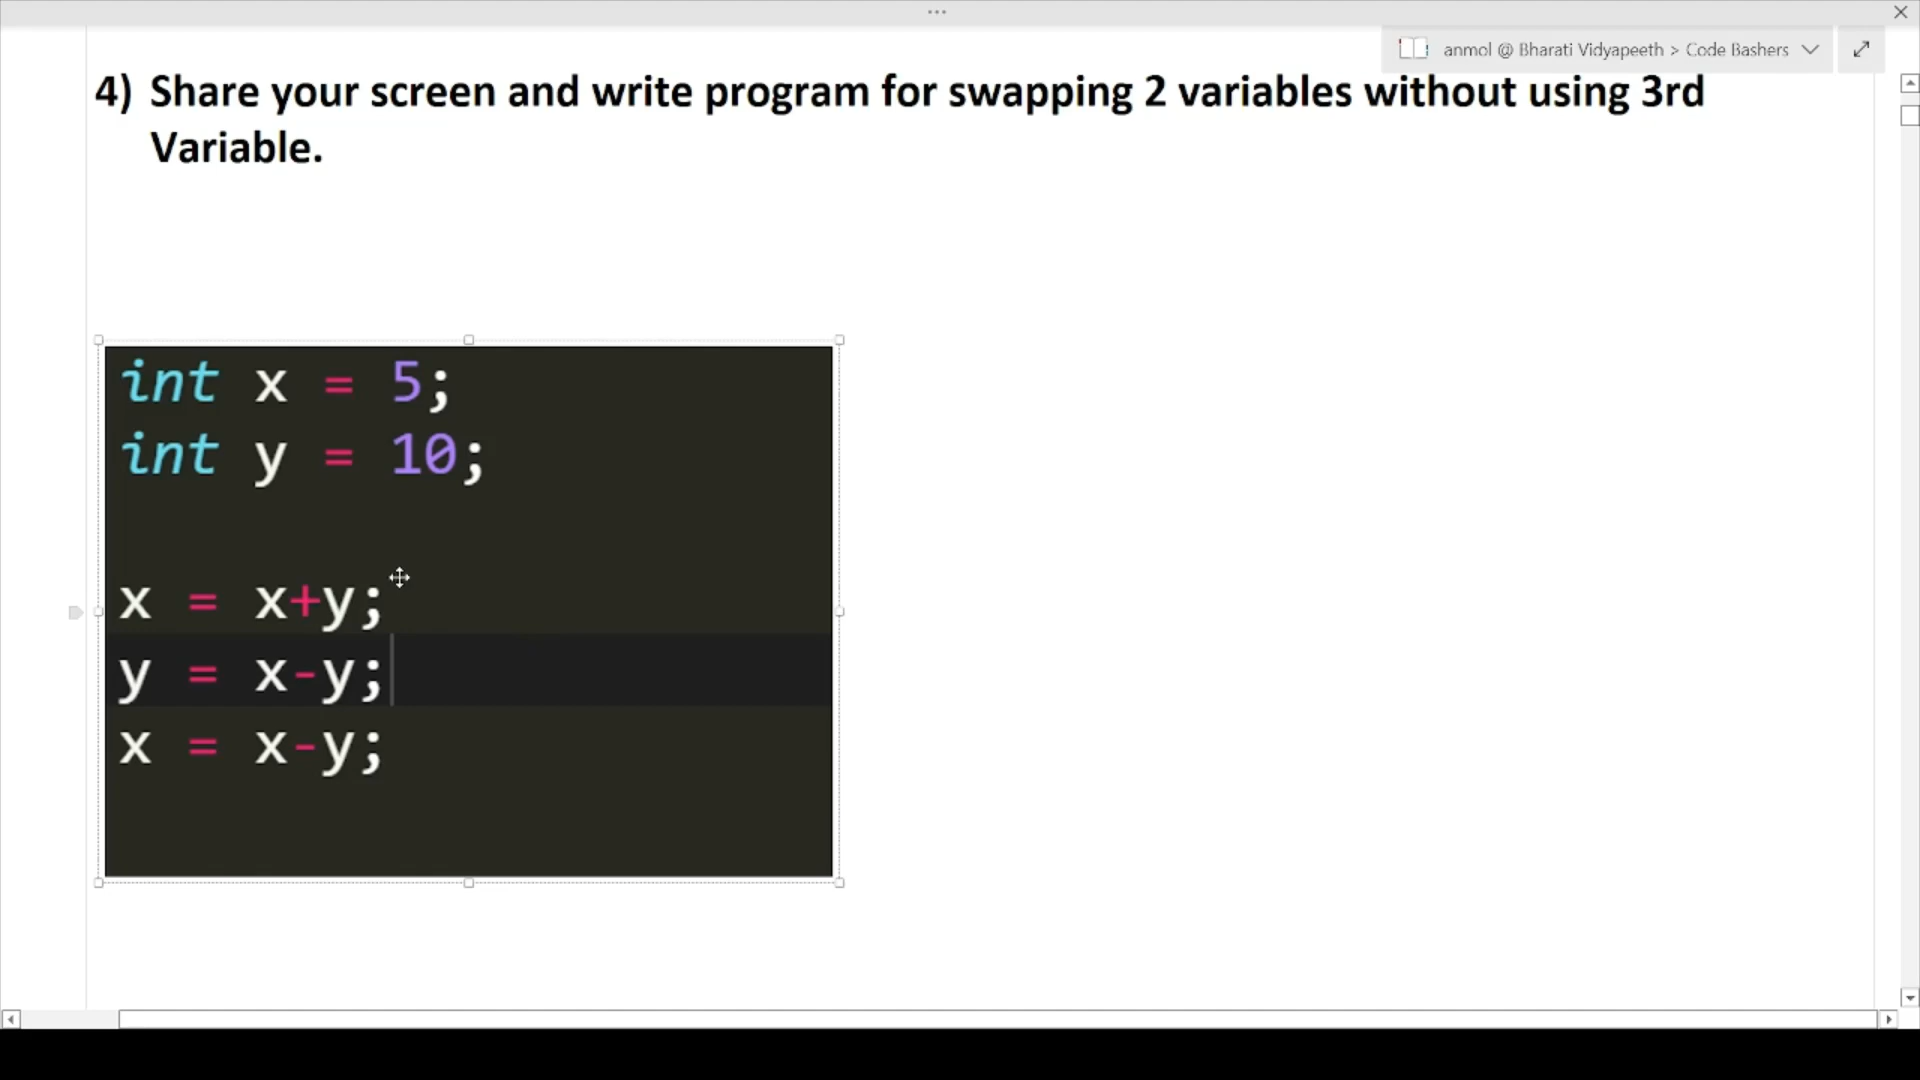 anmol @ Bharati Vidyapeeth > Code Bashers
4) Share your screen and write program for swapping 2 variables without using 3rd
Variable.
int x = 5;
int y = 10;
x = x+y;
y = x-y;
x = x-y;